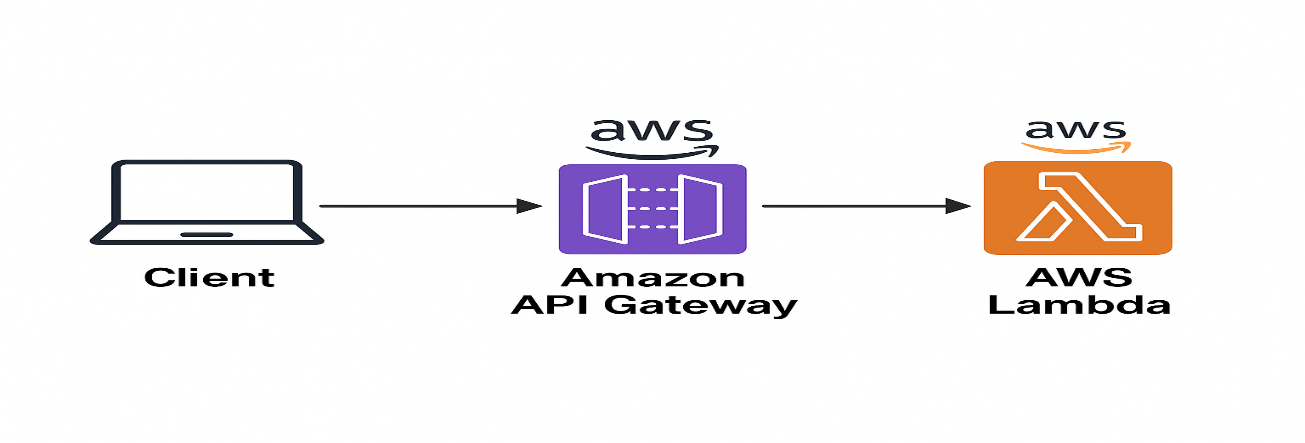 aws
aws
Client
Amazon
API Gateway
AWS
Lambda